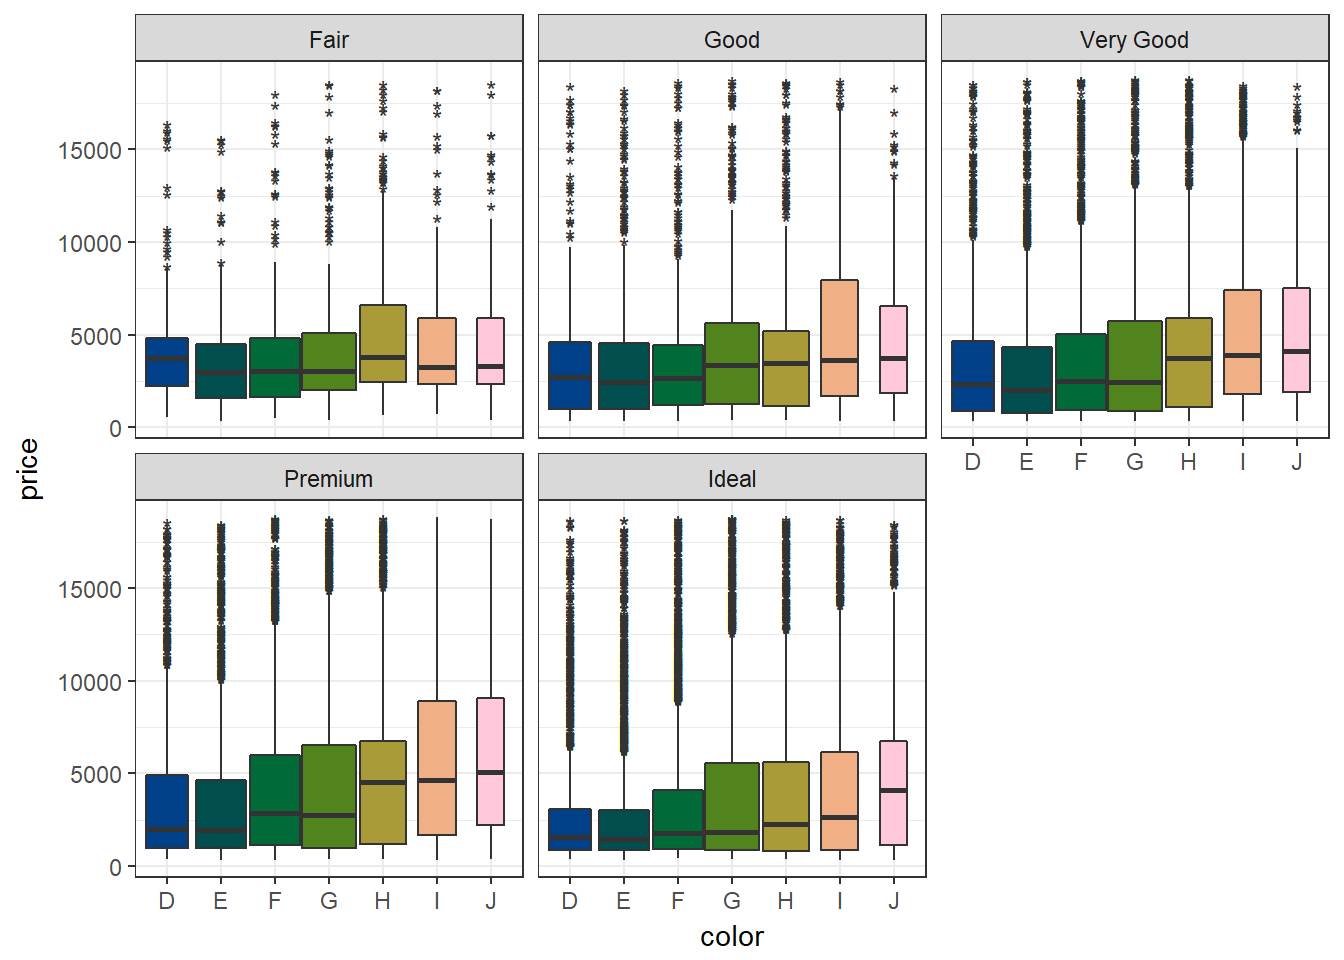 Fair
Good
Very Good
15000
10000
5000
0
D E F G H I J
price
Premium
Ideal
15000
10000
5000
0
D E F G H I J
D E F G H I J
color